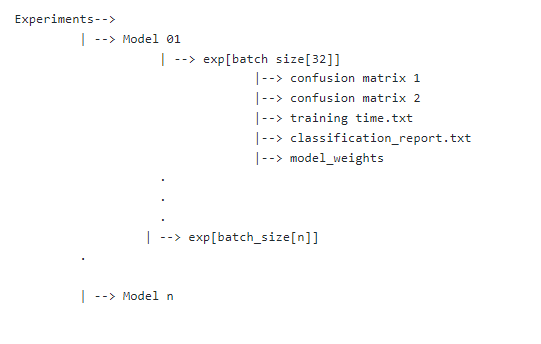 Experiments-->
| --> Model 01
| --> exp[batch size[32]]
|--> confusion matrix 1
|--> confusion matrix 2
|--> training time.txt
|--> classification_report.txt
|--> model_weights
.
.
.
| --> exp[batch_size[n]]
.
| --> Model n